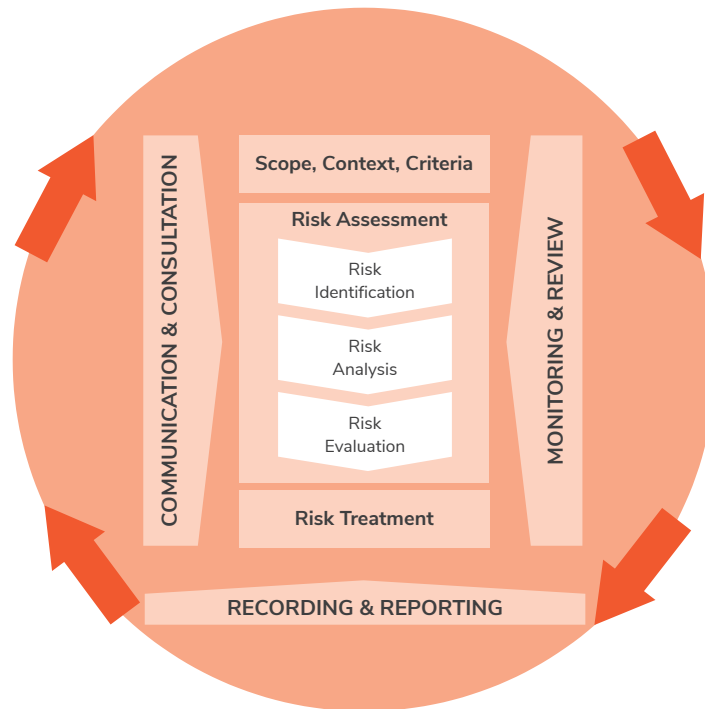 COMMUNICATION & CONSULTATION
Scope, Context, Criteria
Risk Assessment
Risk
Identification
Risk
Analysis
Risk
Evaluation
Risk Treatment
MONITORING & REVIEW
RECORDING & REPORTING